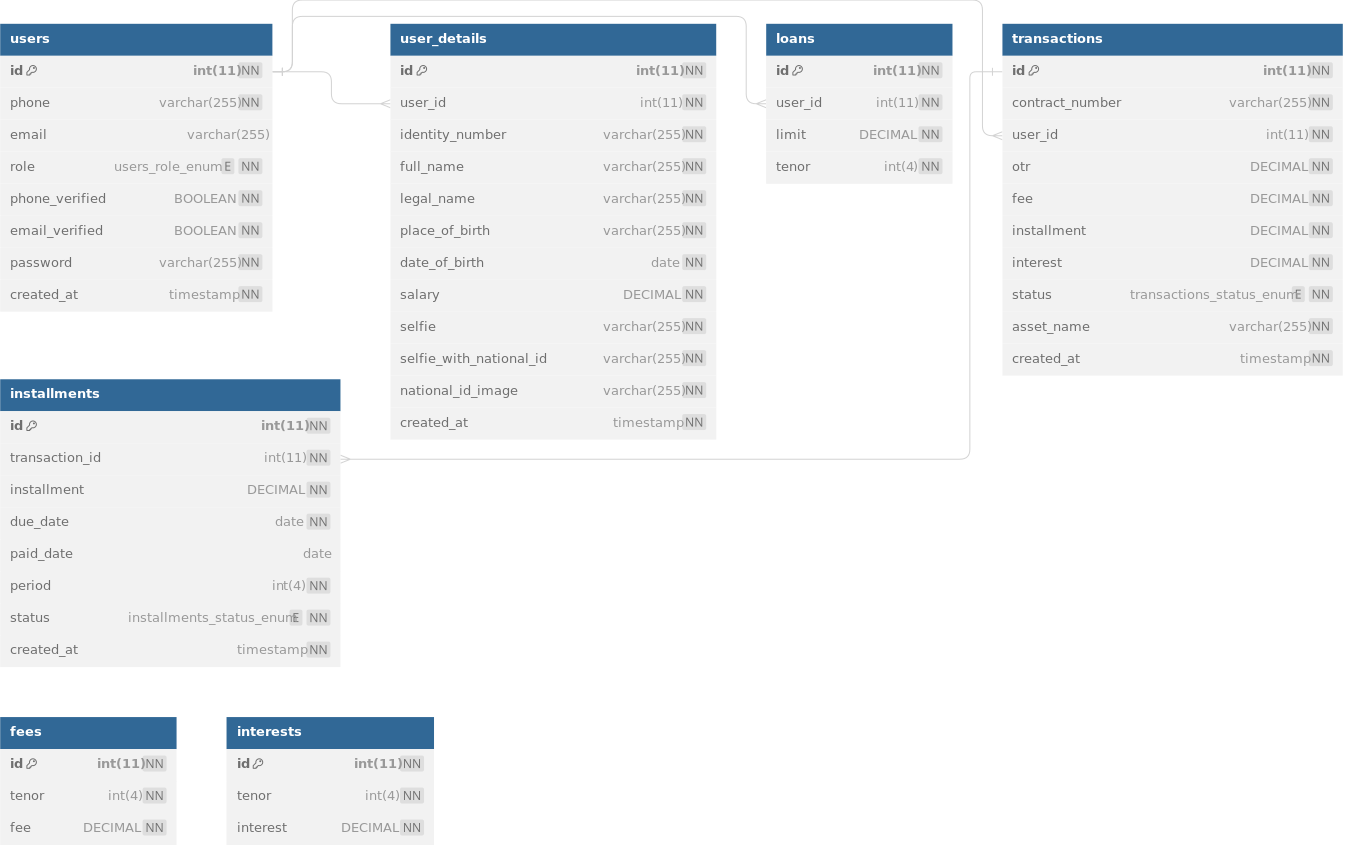 users
id int(11) NN
phone varchar(255) NN
email varchar(255)
role users_role_enum E NN
phone_verified BOOLEAN NN
email_verified BOOLEAN NN
password varchar(255) NN
created_at timestamp NN
user_details
id int(11) NN
user_id int(11) NN
identity_number varchar(255) NN
full_name varchar(255) NN
legal_name varchar(255) NN
place_of_birth varchar(255) NN
date_of_birth date NN
salary DECIMAL NN
selfie varchar(255) NN
selfie_with_national_id varchar(255) NN
national_id_image varchar(255) NN
created_at timestamp NN
loans
id int(11) NN
user_id int(11) NN
limit DECIMAL NN
tenor int(4) NN
transactions
id int(11) NN
contract_number varchar(255) NN
user_id int(11) NN
otr DECIMAL NN
fee DECIMAL NN
installment DECIMAL NN
interest DECIMAL NN
status transactions_status_enum E NN
asset_name varchar(255) NN
created_at timestamp NN
installments
id int(11) NN
transaction_id int(11) NN
installment DECIMAL NN
due_date date NN
paid_date date
period int(4) NN
status installments_status_enum E NN
created_at timestamp NN
fees
id int(11) NN
tenor int(4) NN
fee DECIMAL NN
interests
id int(11) NN
tenor int(4) NN
interest DECIMAL NN